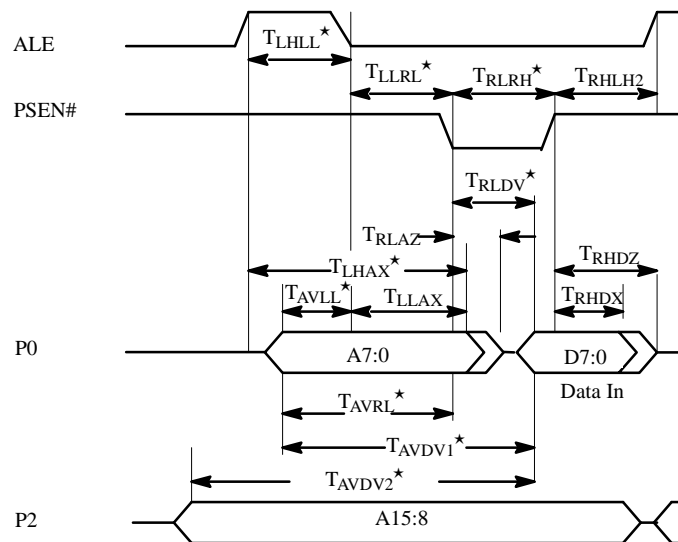 ALE
T_LHLL★
T_LLRL★ T_RLRH★ T_RHLH2
PSEN#
T_RLDV★
T_RLAZ
T_LHAX★ T_RHDZ
T_AVLL★ T_LLAX T_RHDX
P0 A7:0 D7:0
Data In
T_AVRL★
T_AVDV1★
T_AVDV2★
P2 A15:8